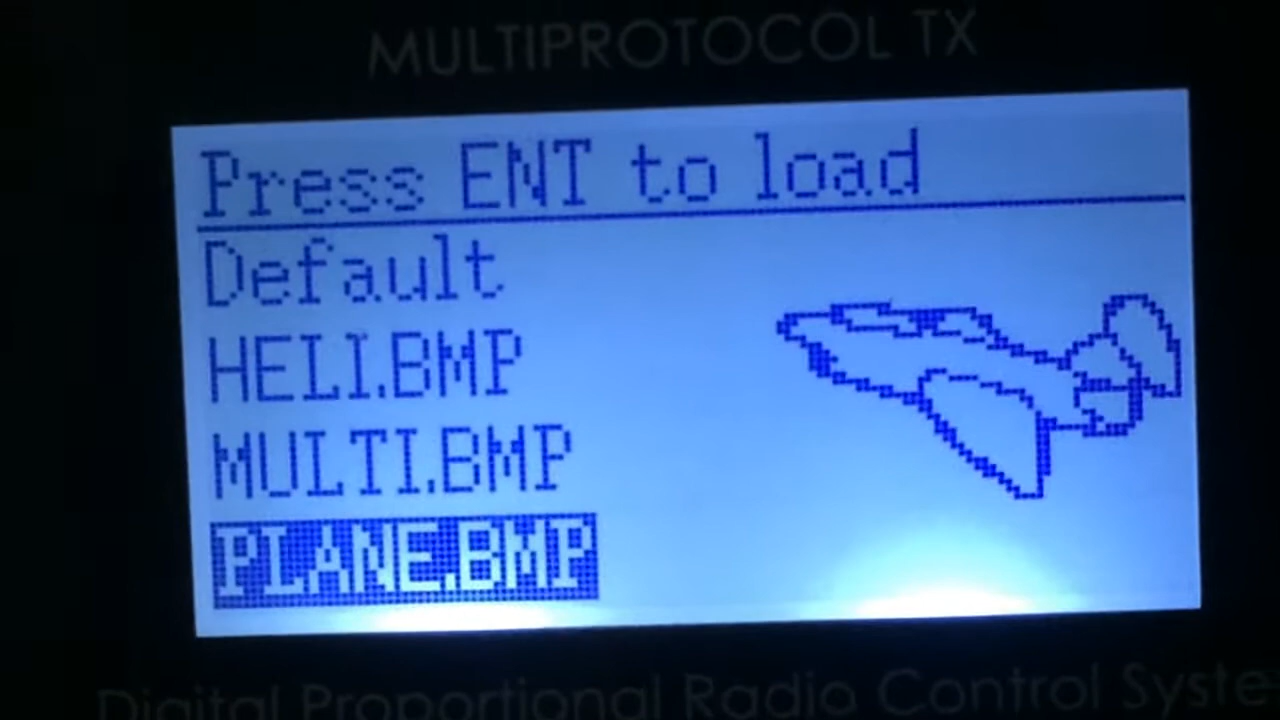 MULTIPROTOCOL TX
Press ENT to load
Default
HELI.BMP
MULTI.BMP
PLANE.BMP
Digital Proportional Radio Control Syste